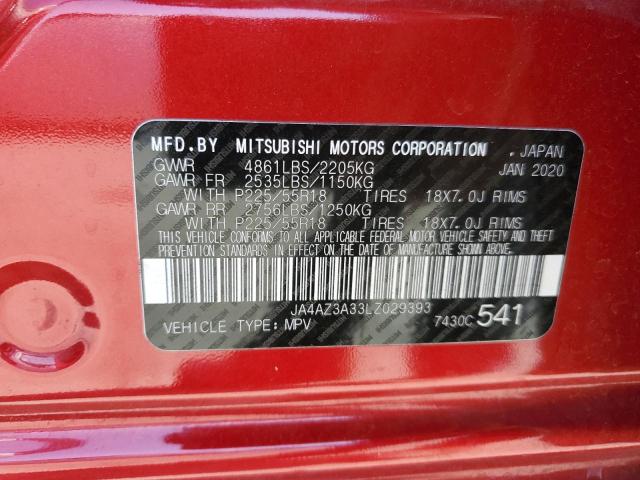 MFD.BY MITSUBISHI MOTORS CORPORATION . JAPAN
GVWR 4861LBS/2205KG JAN 2020
GAWR FR 2535LBS/1150KG
WITH P225/55R18 TIRES 18X7.0J RIMS
GAWR RR 2756LBS/1250KG
WITH P225/55R18 TIRES 18X7.0J RIMS
THIS VEHICLE CONFORMS TO ALL APPLICABLE FEDERAL MOTOR VEHICLE SAFETY AND THEFT
PREVENTION STANDARDS IN EFFECT ON THE DATE OF MANUFACTURE SHOWN ABOVE.
JA4AZ3A33LZ029393
VEHICLE TYPE: MPV 7430C 541